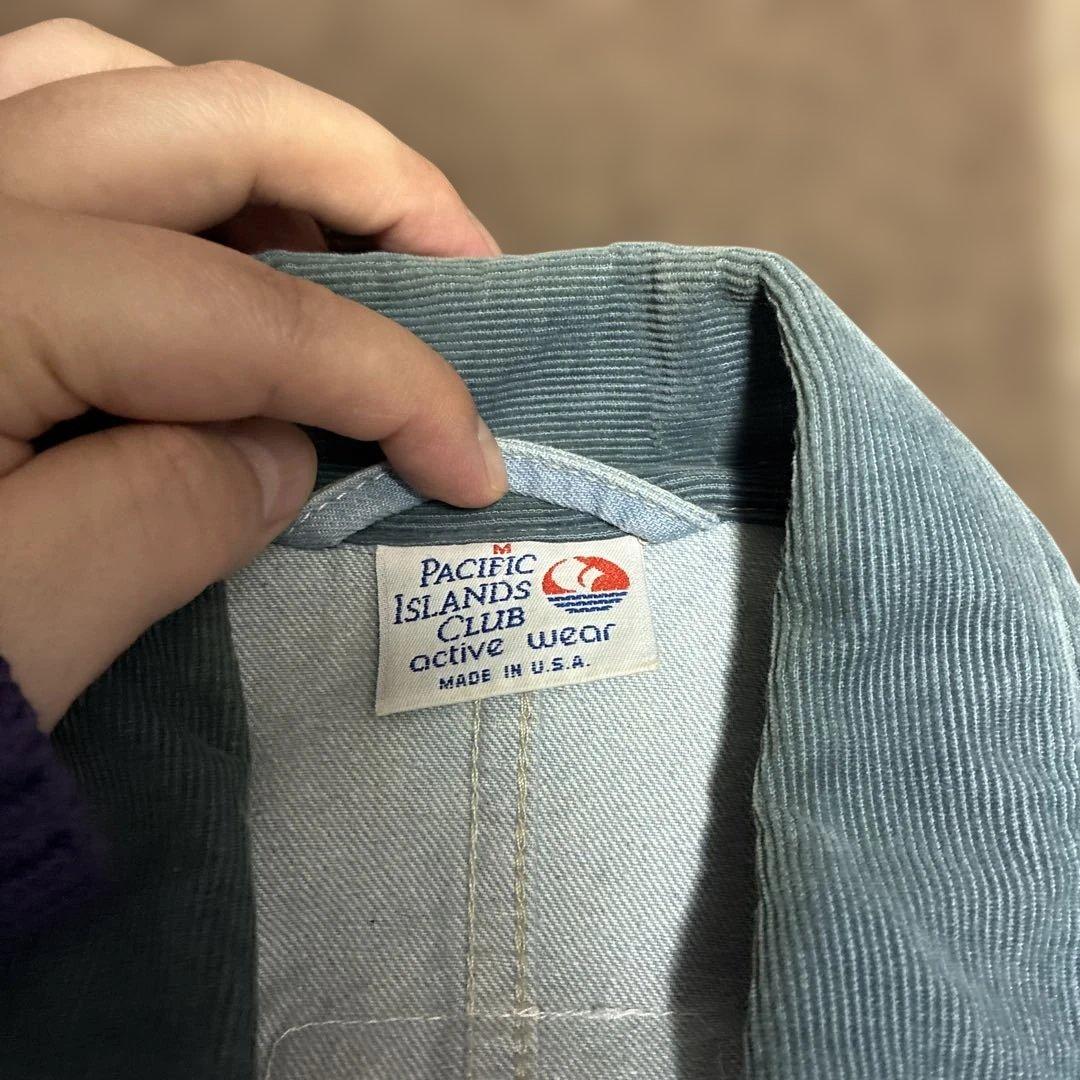 M
PACIFIC
ISLANDS
CLUB
active wear
MADE IN U.S.A.